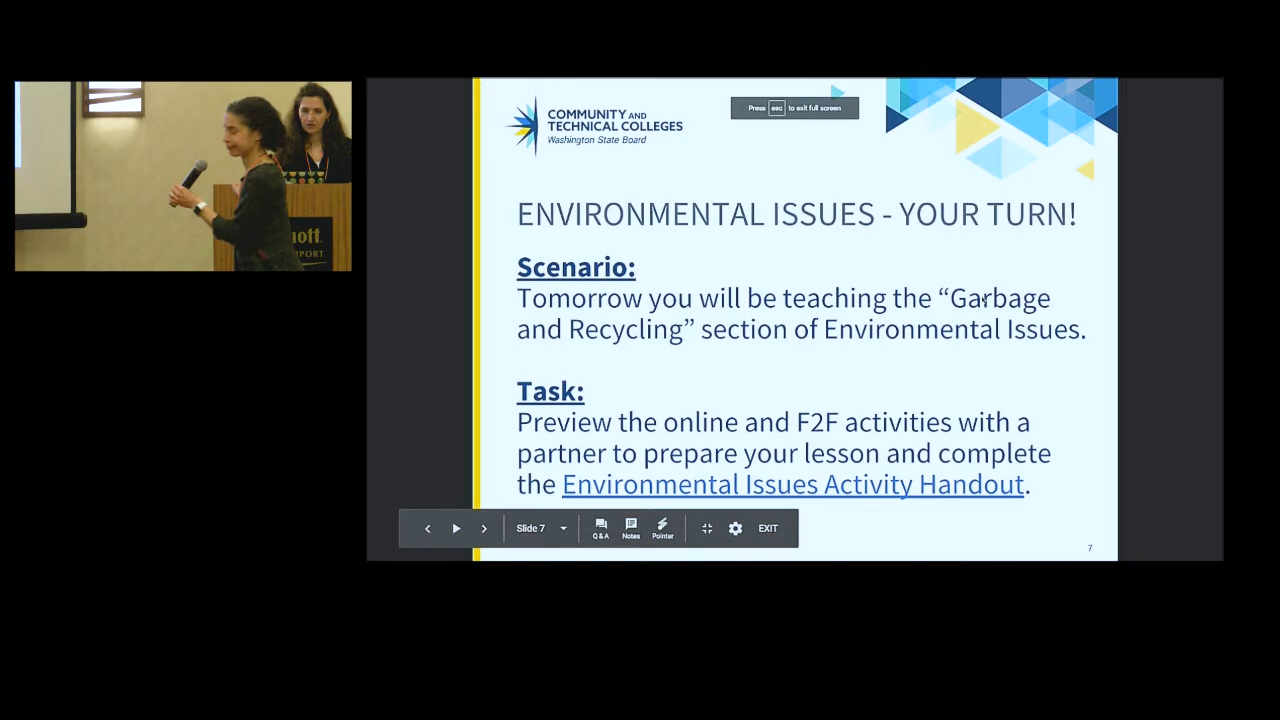 COMMUNITY AND
TECHNICAL COLLEGES
Washington State Board
Press esc to exit full screen
ENVIRONMENTAL ISSUES - YOUR TURN!
Scenario:
Tomorrow you will be teaching the “Garbage
and Recycling” section of Environmental Issues.
Task:
Preview the online and F2F activities with a
partner to prepare your lesson and complete
the Environmental Issues Activity Handout.
Slide 7
Q & A
Notes
Pointer
EXIT
7